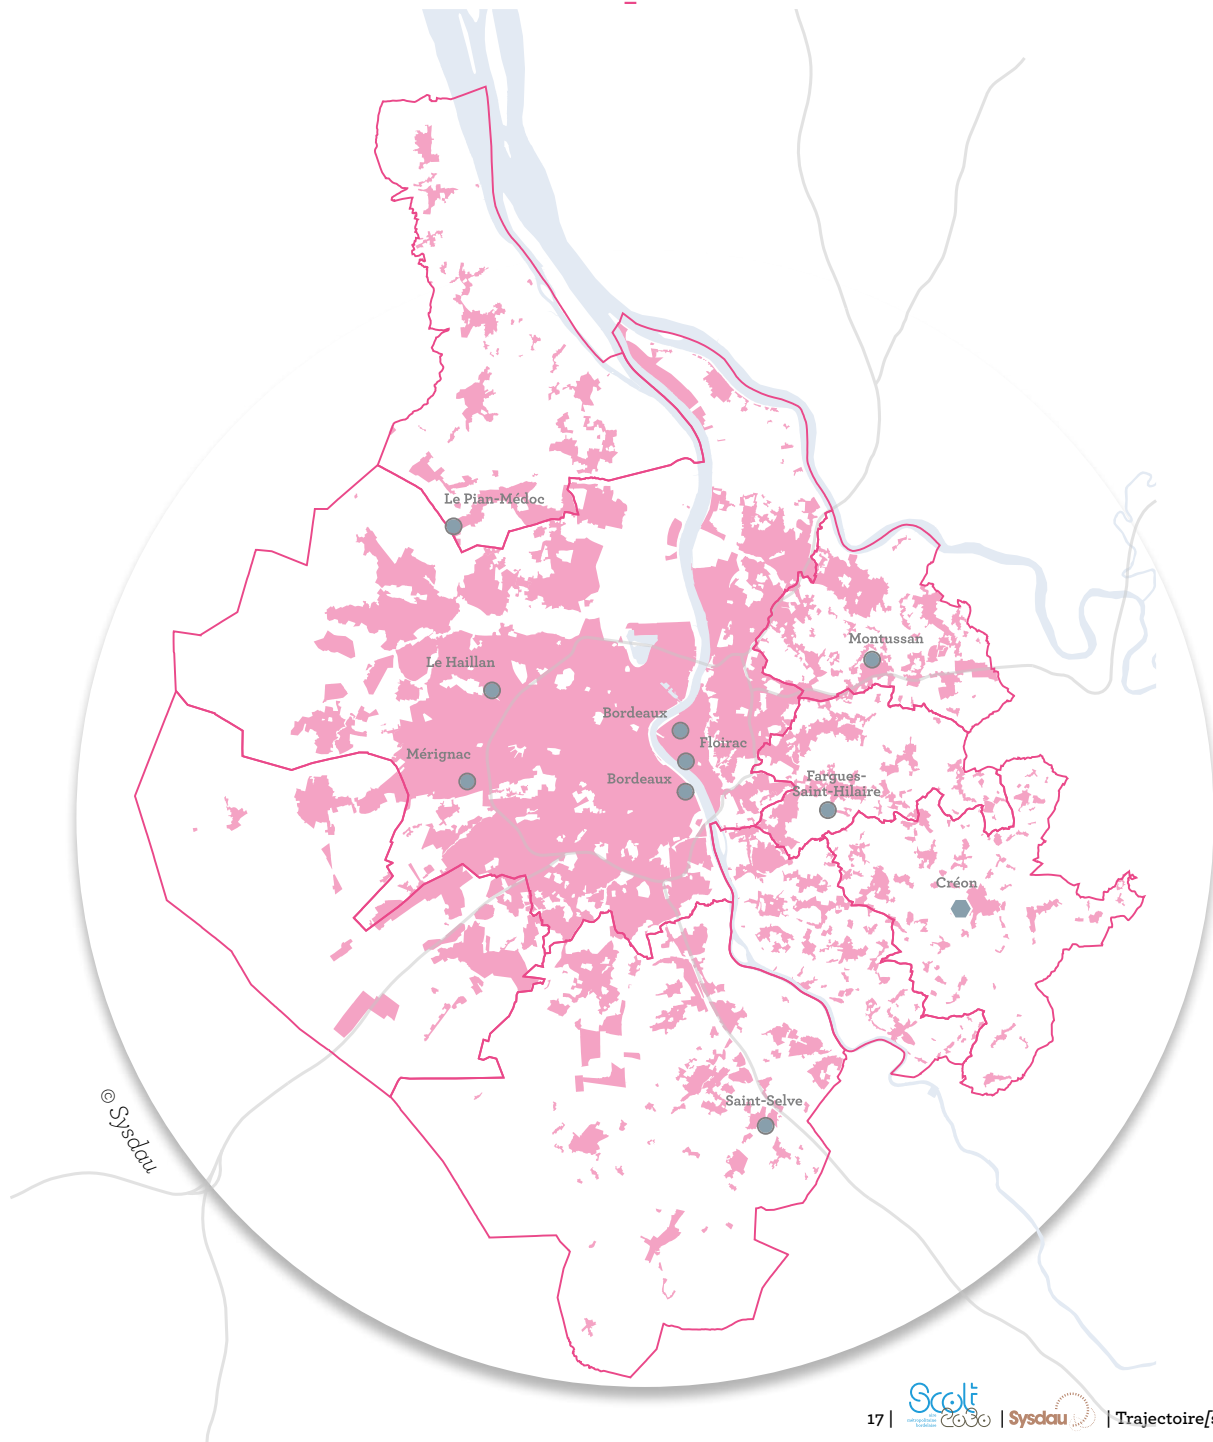 Le Pian-Médoc
Montussan
Le Haillan
Bordeaux
Floirac
Mérignac
Bordeaux
Fargues-
Saint-Hilaire
Créon
Saint-Selve
© Sysdau
17 | Scot 2030 | Sysdau | Trajectoire[s